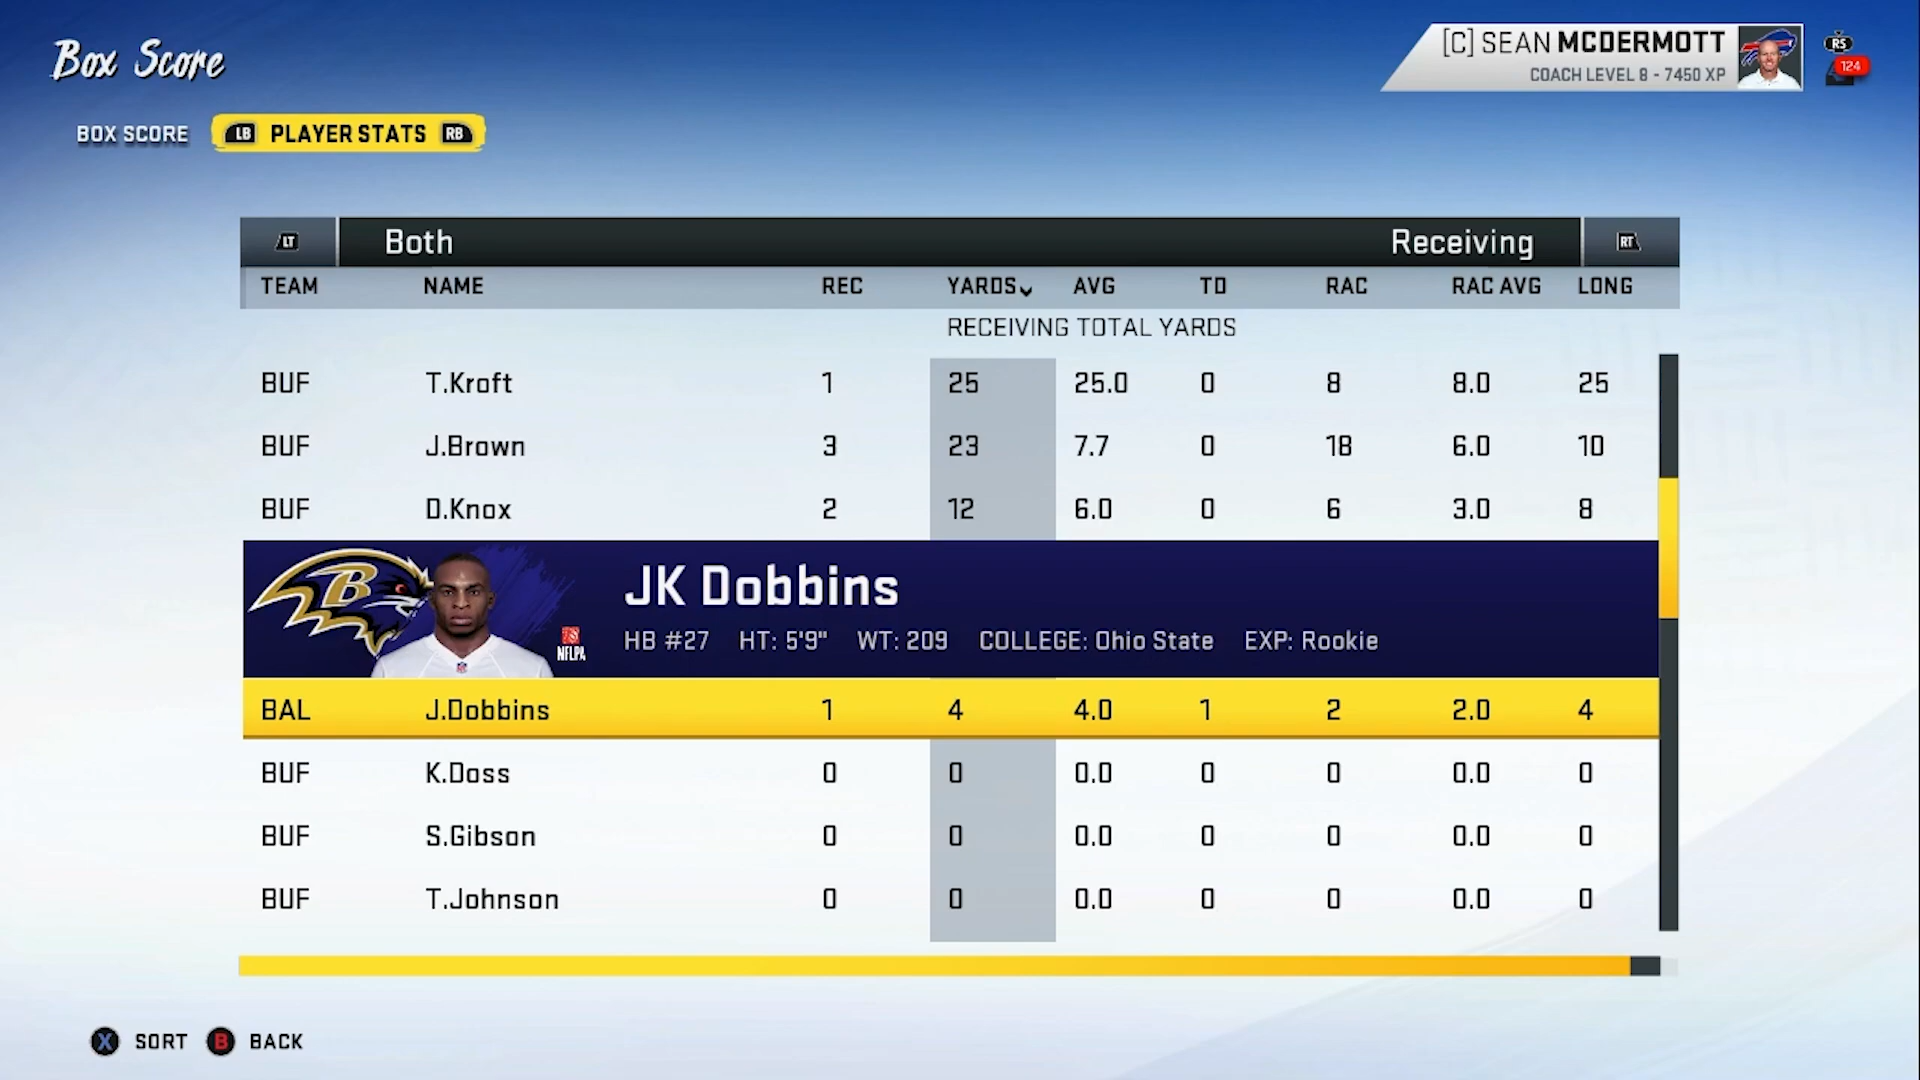 Box Score
[C] SEAN MCDERMOTT
COACH LEVEL 8 - 7450 XP
RS
124
BOX SCORE LB PLAYER STATS RB
LT Both Receiving RT
TEAM NAME REC YARDS AVG TD RAC RAC AVG LONG
RECEIVING TOTAL YARDS
BUF T.Kroft 1 25 25.0 0 8 8.0 25
BUF J.Brown 3 23 7.7 0 18 6.0 10
BUF D.Knox 2 12 6.0 0 6 3.0 8
B
NFLPA
JK Dobbins
HB #27 HT: 5'9" WT: 209 COLLEGE: Ohio State EXP: Rookie
BAL J.Dobbins 1 4 4.0 1 2 2.0 4
BUF K.Doss 0 0 0.0 0 0 0.0 0
BUF S.Gibson 0 0 0.0 0 0 0.0 0
BUF T.Johnson 0 0 0.0 0 0 0.0 0
X SORT B BACK